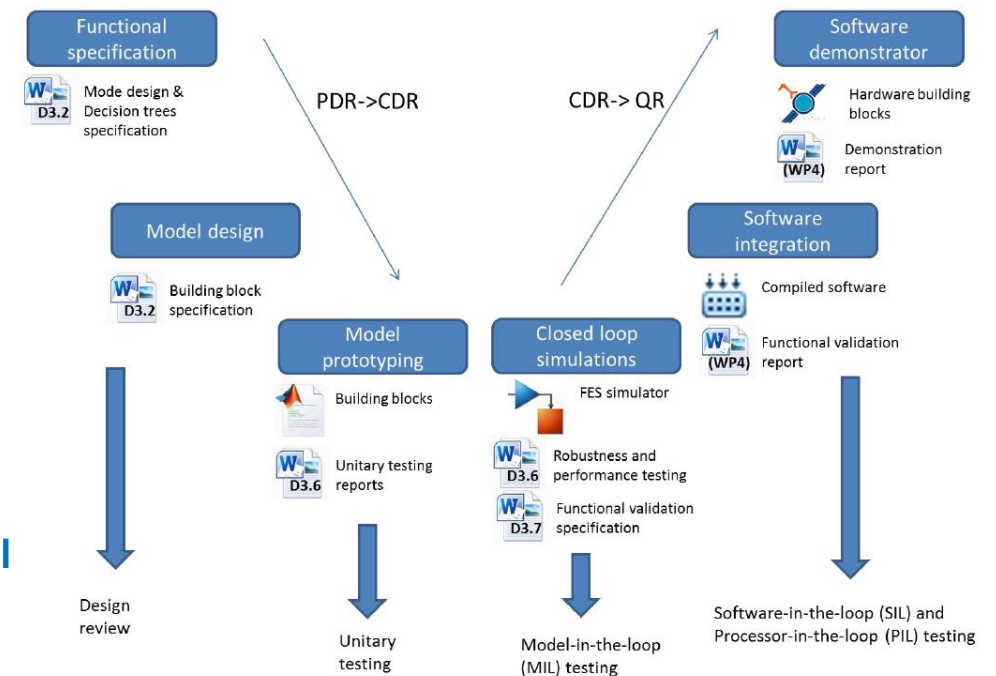 Functional
specification
W
D3.2
Mode design &
Decision trees
specification
PDR->CDR
CDR-> QR
Software
demonstrator
Hardware building
blocks
W
(WP4)
Demonstration
report
Model design
W
D3.2
Building block
specification
Software
integration
Compiled software
W
(WP4)
Functional validation
report
Model
prototyping
Building blocks
W
D3.6
Unitary testing
reports
Closed loop
simulations
FES simulator
W
D3.6
Robustness and
performance testing
W
D3.7
Functional validation
specification
l
Design
review
Unitary
testing
Model-in-the-loop
(MIL) testing
Software-in-the-loop (SIL) and
Processor-in-the-loop (PIL) testing